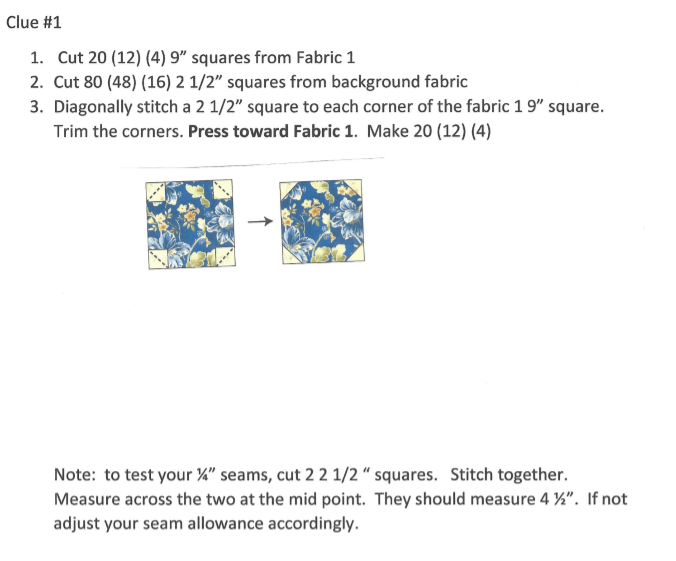 Clue #1
1. Cut 20 (12) (4) 9” squares from Fabric 1
2. Cut 80 (48) (16) 2 1/2” squares from background fabric
3. Diagonally stitch a 2 1/2” square to each corner of the fabric 1 9” square.
Trim the corners. Press toward Fabric 1. Make 20 (12) (4)
Note: to test your ¼” seams, cut 2 2 1/2 “ squares. Stitch together.
Measure across the two at the mid point. They should measure 4 ½”. If not
adjust your seam allowance accordingly.